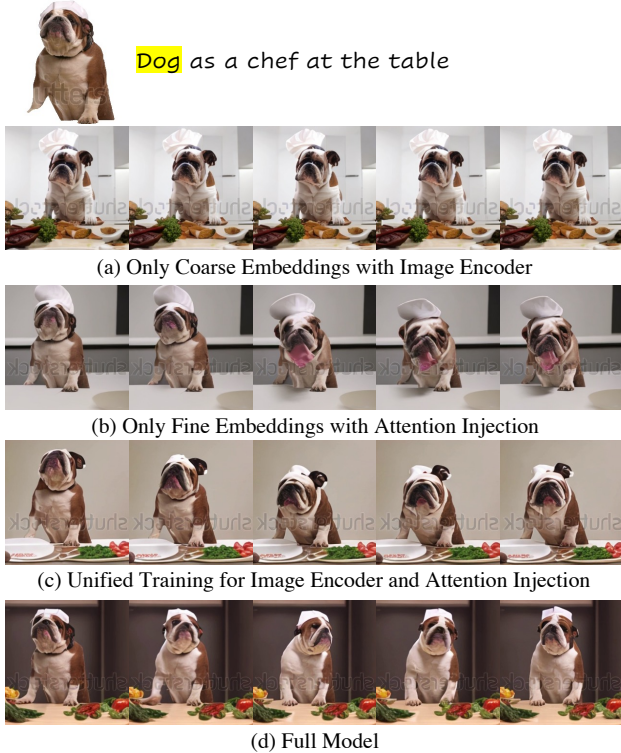 Dog as a chef at the table
(a) Only Coarse Embeddings with Image Encoder
(b) Only Fine Embeddings with Attention Injection
(c) Unified Training for Image Encoder and Attention Injection
(d) Full Model